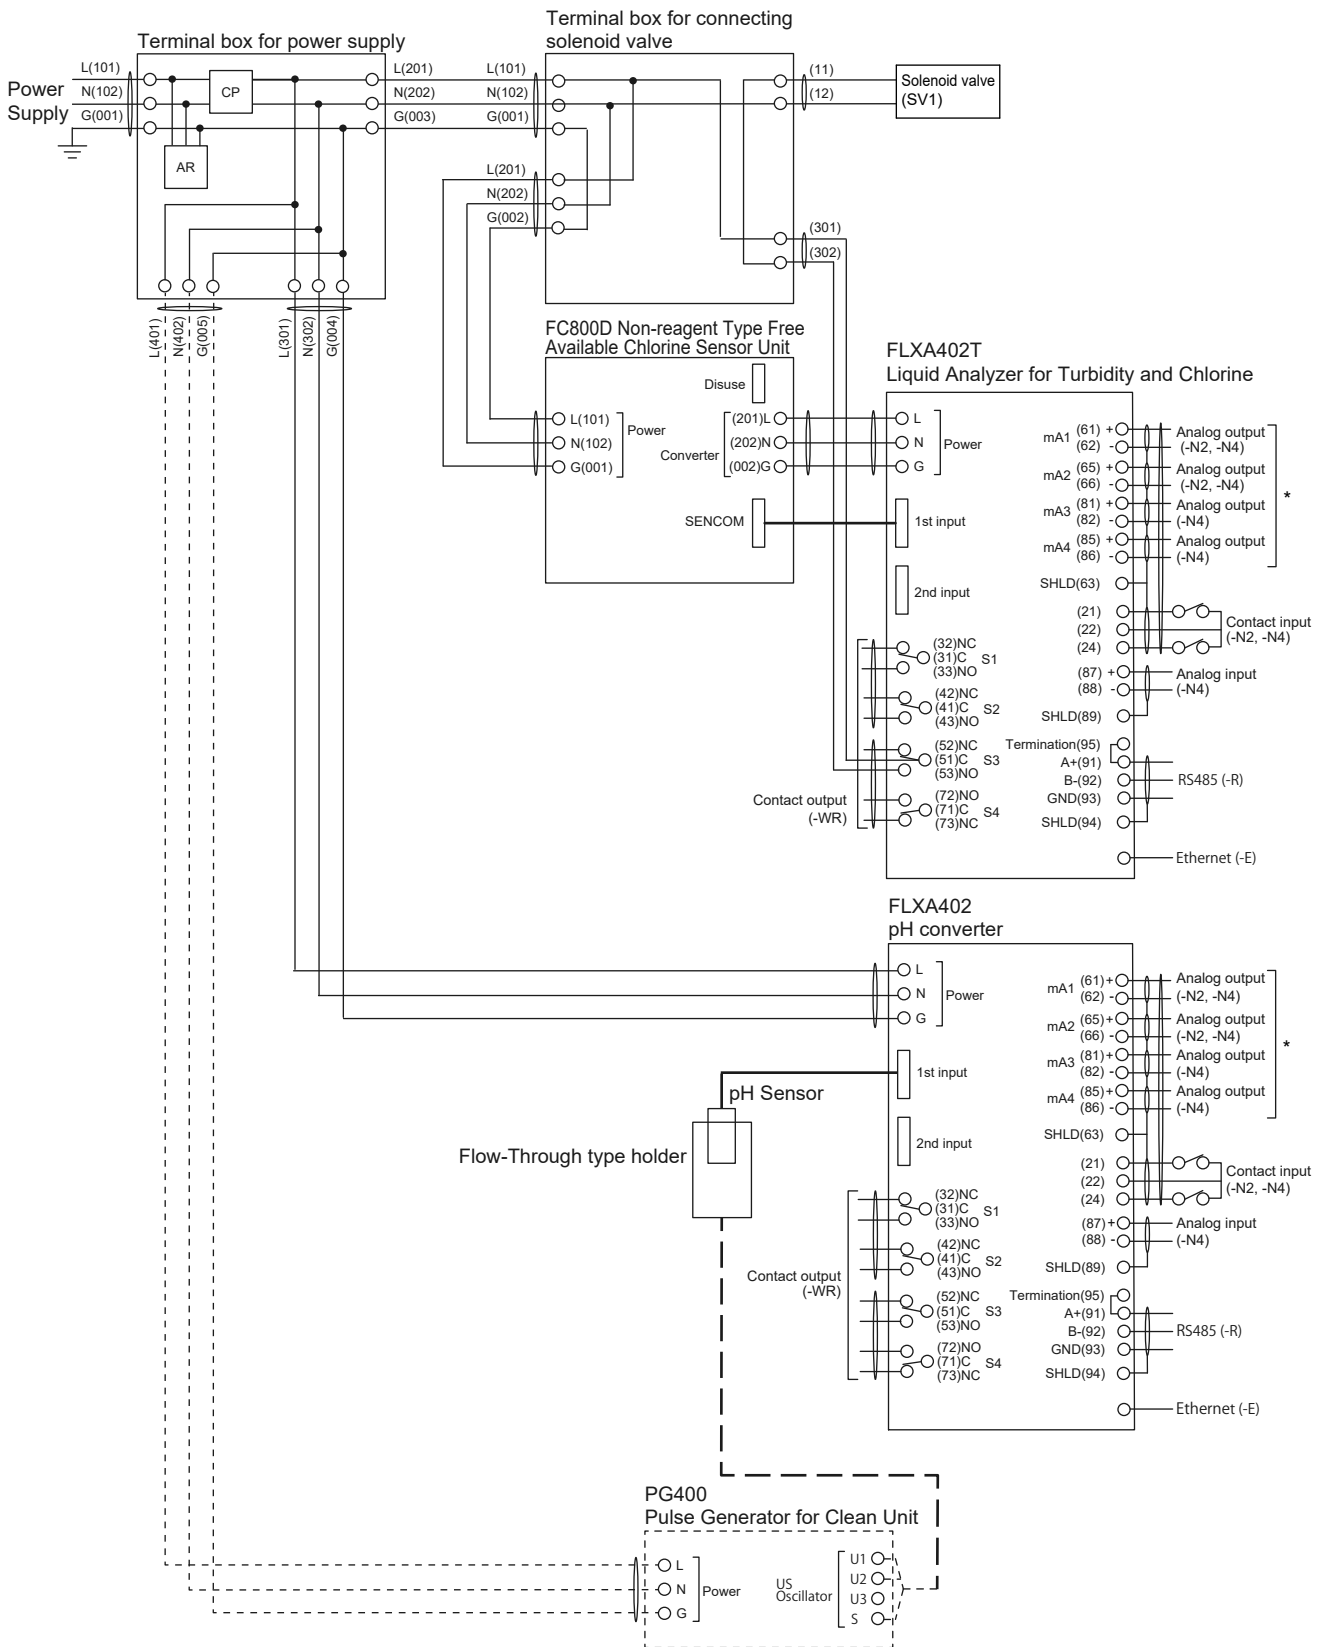 Terminal box for connecting
solenoid valve
Terminal box for power supply
Power
Supply
L(101)
N(102)
G(001)
CP
AR
L(201)
N(202)
G(003)
L(101)
N(102)
G(001)
L(201)
N(202)
G(002)
(11)
(12)
Solenoid valve
(SV1)
(301)
(302)
L(401)
N(402)
G(005)
L(301)
N(302)
G(004)
FC800D Non-reagent Type Free
Available Chlorine Sensor Unit
Disuse
L(101)
N(102)
G(001)
Power
Converter
(201)L
(202)N
(002)G
SENCOM
FLXA402T
Liquid Analyzer for Turbidity and Chlorine
L
N
G
Power
1st input
2nd input
(32)NC
(31)C S1
(33)NO
(42)NC
(41)C S2
(43)NO
(52)NC
(51)C S3
(53)NO
(72)NO
(71)C S4
(73)NC
Contact output
(-WR)
mA1 (61) +
(62) -
Analog output
(-N2, -N4)
mA2 (65) +
(66) -
Analog output
(-N2, -N4)
mA3 (81) +
(82) -
Analog output
(-N4)
mA4 (85) +
(86) -
Analog output
(-N4)
*
SHLD(63)
(21)
(22)
(24)
Contact input
(-N2, -N4)
(87) +
(88) -
Analog input
(-N4)
SHLD(89)
Termination(95)
A+(91)
B-(92)
GND(93)
SHLD(94)
RS485 (-R)
Ethernet (-E)
FLXA402
pH converter
L
N
G
Power
1st input
2nd input
pH Sensor
Flow-Through type holder
(32)NC
(31)C S1
(33)NO
(42)NC
(41)C S2
(43)NO
(52)NC
(51)C S3
(53)NO
(72)NO
(71)C S4
(73)NC
Contact output
(-WR)
mA1 (61)+
(62) -
Analog output
(-N2, -N4)
mA2 (65)+
(66) -
Analog output
(-N2, -N4)
mA3 (81)+
(82) -
Analog output
(-N4)
mA4 (85)+
(86) -
Analog output
(-N4)
*
SHLD(63)
(21)
(22)
(24)
Contact input
(-N2, -N4)
(87)+
(88) -
Analog input
(-N4)
SHLD(89)
Termination(95)
A+(91)
B-(92)
GND(93)
SHLD(94)
RS485 (-R)
Ethernet (-E)
PG400
Pulse Generator for Clean Unit
L
N
G
Power
US
Oscillator
U1
U2
U3
S